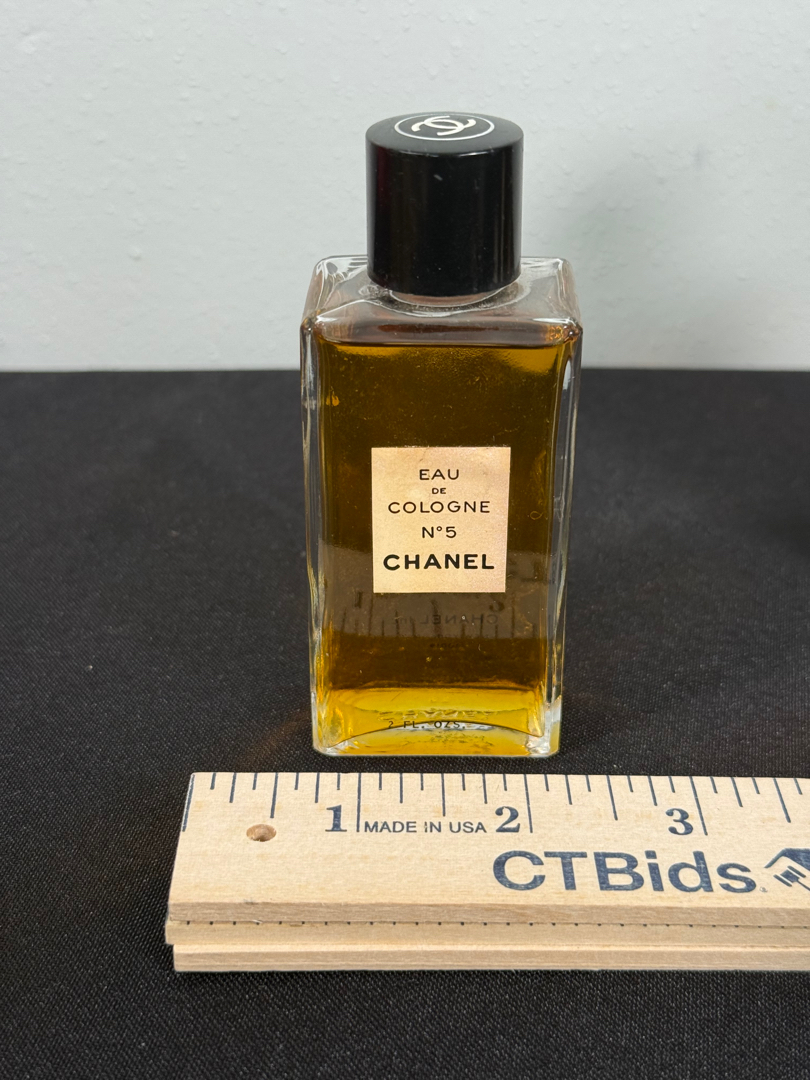 EAU
DE
COLOGNE
N°5
CHANEL
2 FL. OZS.
1 MADE IN USA 2 3
CTBids